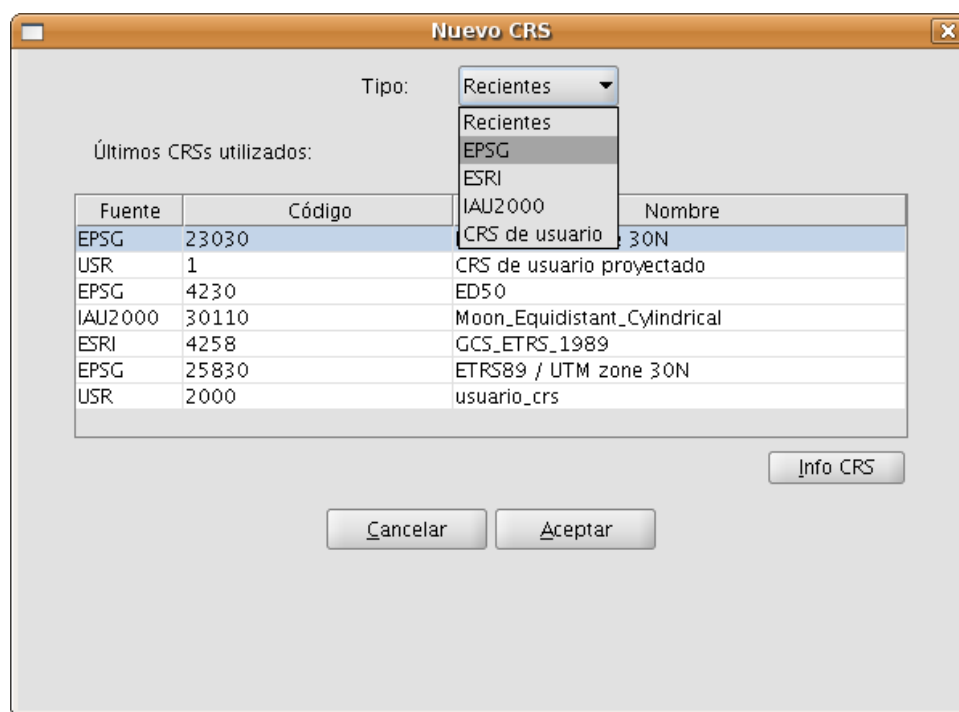 Nuevo CRS
Tipo: Recientes
Recientes
EPSG
ESRI
IAU2000
CRS de usuario
Últimos CRSs utilizados:
Fuente Código Nombre
EPSG 23030 30N
USR 1 CRS de usuario proyectado
EPSG 4230 ED50
IAU2000 30110 Moon_Equidistant_Cylindrical
ESRI 4258 GCS_ETRS_1989
EPSG 25830 ETRS89 / UTM zone 30N
USR 2000 usuario_crs
Info CRS
Cancelar Aceptar